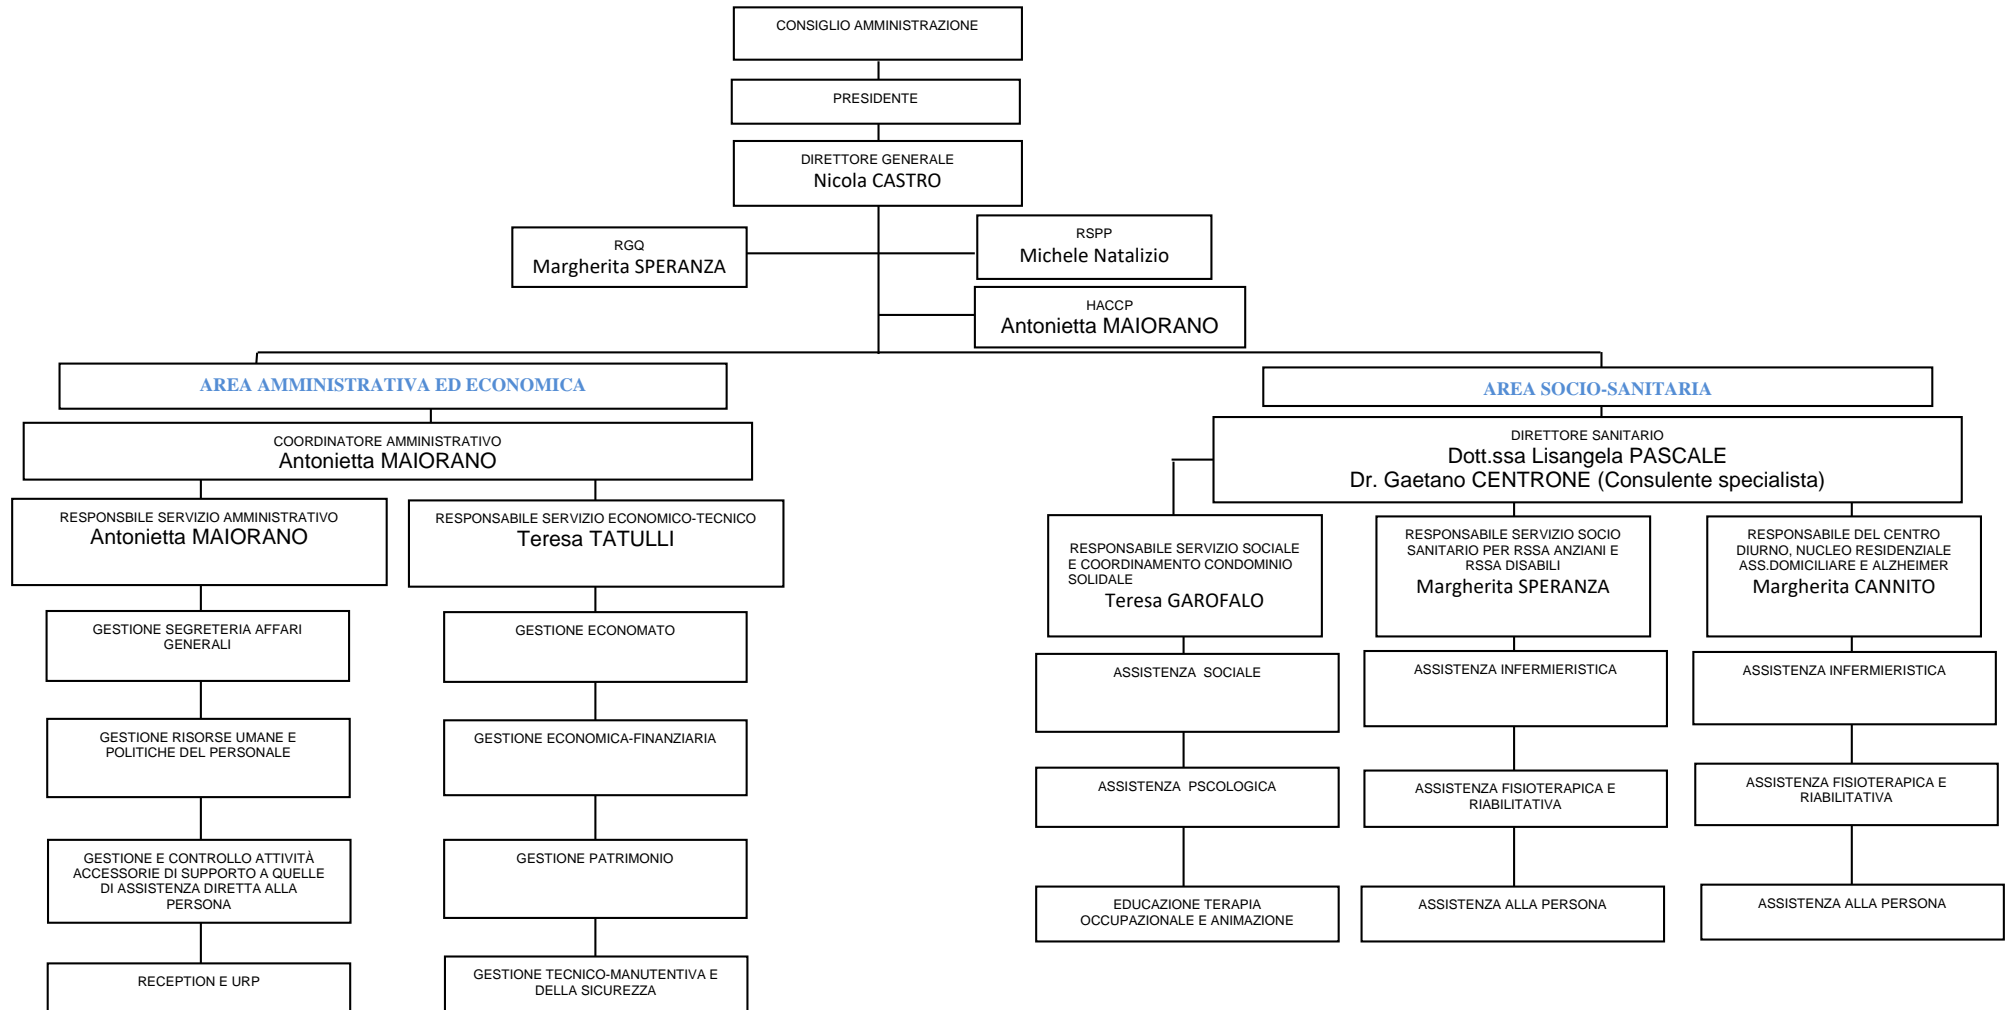 CONSIGLIO AMMINISTRAZIONE
PRESIDENTE
DIRETTORE GENERALE
Nicola CASTRO
RGQ
Margherita SPERANZA
RSPP
Michele Natalizio
HACCP
Antonietta MAIORANO
AREA AMMINISTRATIVA ED ECONOMICA
COORDINATORE AMMINISTRATIVO
Antonietta MAIORANO
RESPONSBILE SERVIZIO AMMINISTRATIVO
Antonietta MAIORANO
GESTIONE SEGRETERIA AFFARI
GENERALI
GESTIONE RISORSE UMANE E
POLITICHE DEL PERSONALE
GESTIONE E CONTROLLO ATTIVITÀ
ACCESSORIE DI SUPPORTO A QUELLE
DI ASSISTENZA DIRETTA ALLA
PERSONA
RECEPTION E URP
RESPONSABILE SERVIZIO ECONOMICO-TECNICO
Teresa TATULLI
GESTIONE ECONOMATO
GESTIONE ECONOMICA-FINANZIARIA
GESTIONE PATRIMONIO
GESTIONE TECNICO-MANUTENTIVA E
DELLA SICUREZZA
AREA SOCIO-SANITARIA
DIRETTORE SANITARIO
Dott.ssa Lisangela PASCALE
Dr. Gaetano CENTRONE (Consulente specialista)
RESPONSABILE SERVIZIO SOCIALE
E COORDINAMENTO CONDOMINIO
SOLIDALE
Teresa GAROFALO
ASSISTENZA SOCIALE
ASSISTENZA PSCOLOGICA
EDUCAZIONE TERAPIA
OCCUPAZIONALE E ANIMAZIONE
RESPONSABILE SERVIZIO SOCIO
SANITARIO PER RSSA ANZIANI E
RSSA DISABILI
Margherita SPERANZA
ASSISTENZA INFERMIERISTICA
ASSISTENZA FISIOTERAPICA E
RIABILITATIVA
ASSISTENZA ALLA PERSONA
RESPONSABILE DEL CENTRO
DIURNO, NUCLEO RESIDENZIALE
ASS.DOMICILIARE E ALZHEIMER
Margherita CANNITO
ASSISTENZA INFERMIERISTICA
ASSISTENZA FISIOTERAPICA E
RIABILITATIVA
ASSISTENZA ALLA PERSONA